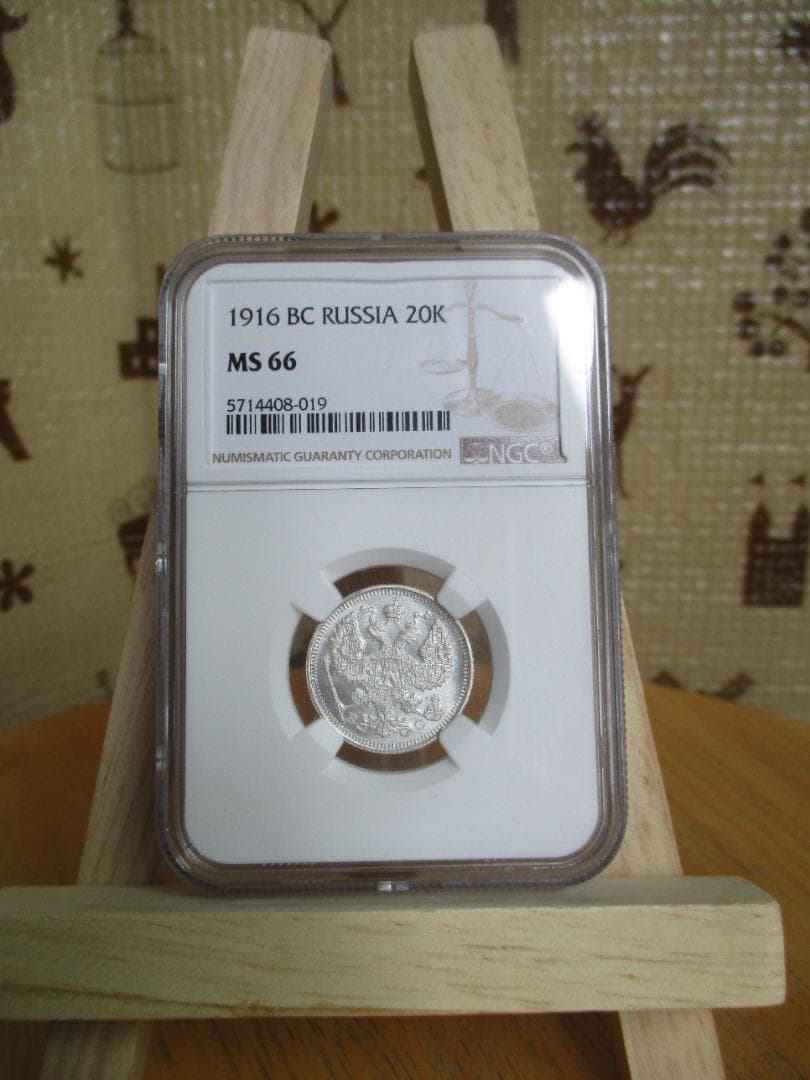 1916 BC RUSSIA 20K
MS 66
5714408-019
NUMISMATIC GUARANTY CORPORATION NGC®